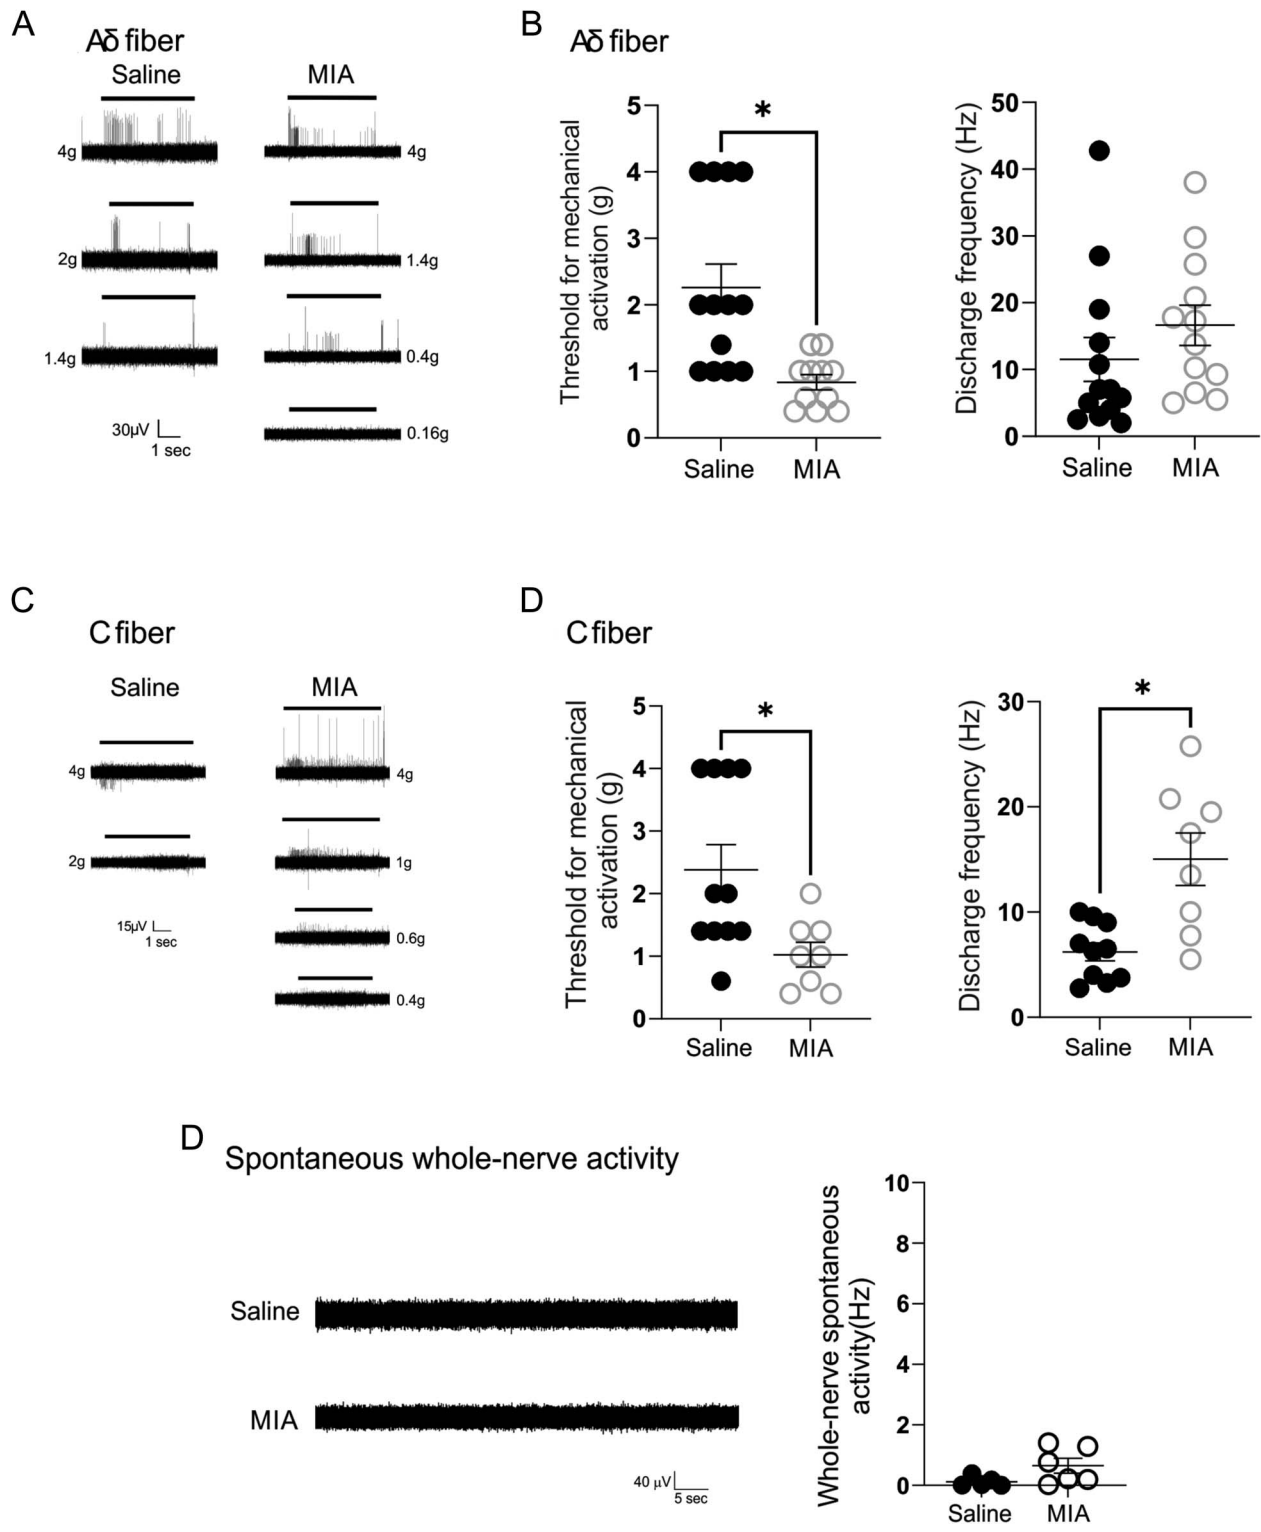 A
Aδ fiber
Saline
MIA
4g
4g
2g
1.4g
1.4g
0.4g
0.16g
30µV
1 sec
B
Aδ fiber
Threshold for mechanical
activation (g)
5
4
3
2
1
0
*
Saline
MIA
Discharge frequency (Hz)
50
40
30
20
10
0
Saline
MIA
C
C fiber
Saline
MIA
4g
4g
2g
1g
0.6g
0.4g
15µV
1 sec
D
C fiber
Threshold for mechanical
activation (g)
5
4
3
2
1
0
*
Saline
MIA
Discharge frequency (Hz)
30
20
10
0
*
Saline
MIA
D
Spontaneous whole-nerve activity
Saline
MIA
40 µV
5 sec
Whole-nerve spontaneous
activity(Hz)
10
8
6
4
2
0
Saline
MIA